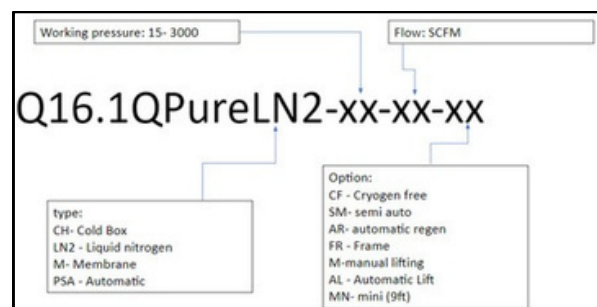 Working pressure: 15- 3000
Flow: SCFM
Q16.1QPureLN2-xx-xx-xx
type:
CH- Cold Box
LN2 - Liquid nitrogen
M- Membrane
PSA - Automatic
Option:
CF - Cryogen free
SM- semi auto
AR- automatic regen
FR - Frame
M-manual lifting
AL - Automatic Lift
MN- mini (9ft)